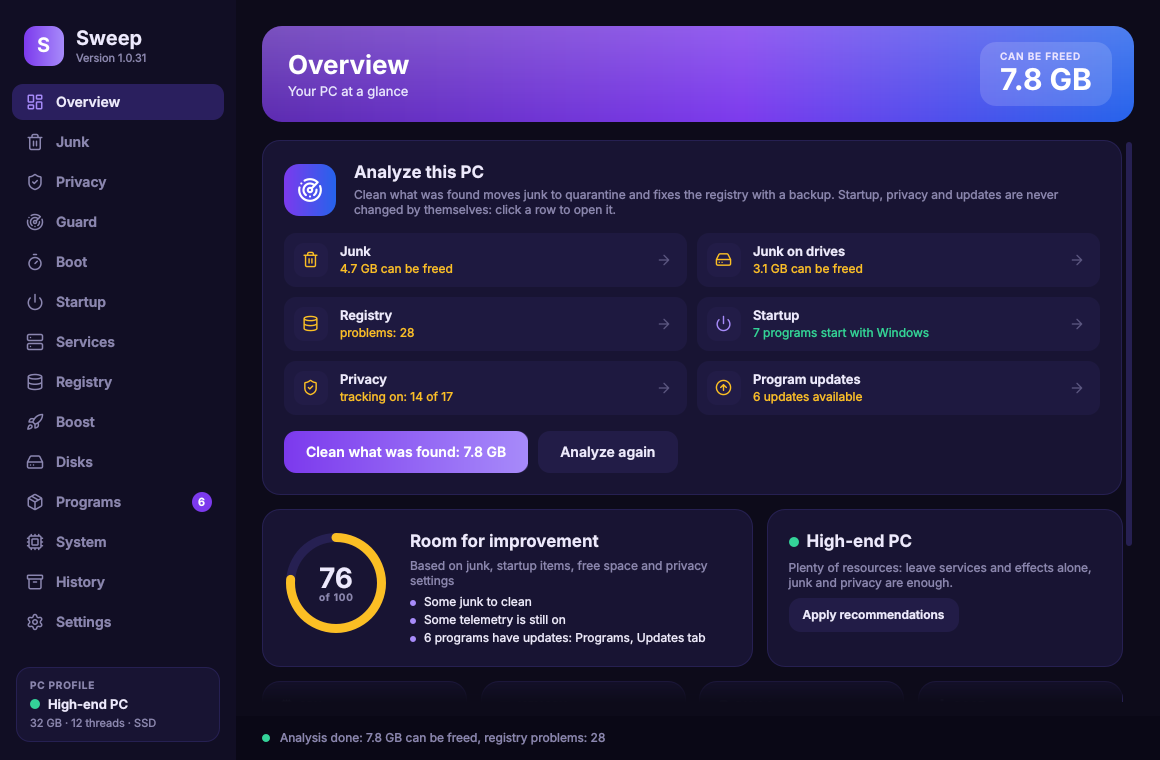 S
Sweep
Version 1.0.31
Overview
Junk
Privacy
Guard
Boot
Startup
Services
Registry
Boost
Disks
Programs
6
System
History
Settings
PC PROFILE
High-end PC
32 GB · 12 threads · SSD
Overview
Your PC at a glance
CAN BE FREED
7.8 GB
Analyze this PC
Clean what was found moves junk to quarantine and fixes the registry with a backup. Startup, privacy and updates are never
changed by themselves: click a row to open it.
Junk
4.7 GB can be freed
Junk on drives
3.1 GB can be freed
Registry
problems: 28
Startup
7 programs start with Windows
Privacy
tracking on: 14 of 17
Program updates
6 updates available
Clean what was found: 7.8 GB
Analyze again
76
of 100
Room for improvement
Based on junk, startup items, free space and privacy
settings
Some junk to clean
Some telemetry is still on
6 programs have updates: Programs, Updates tab
High-end PC
Plenty of resources: leave services and effects alone,
junk and privacy are enough.
Apply recommendations
Analysis done: 7.8 GB can be freed, registry problems: 28